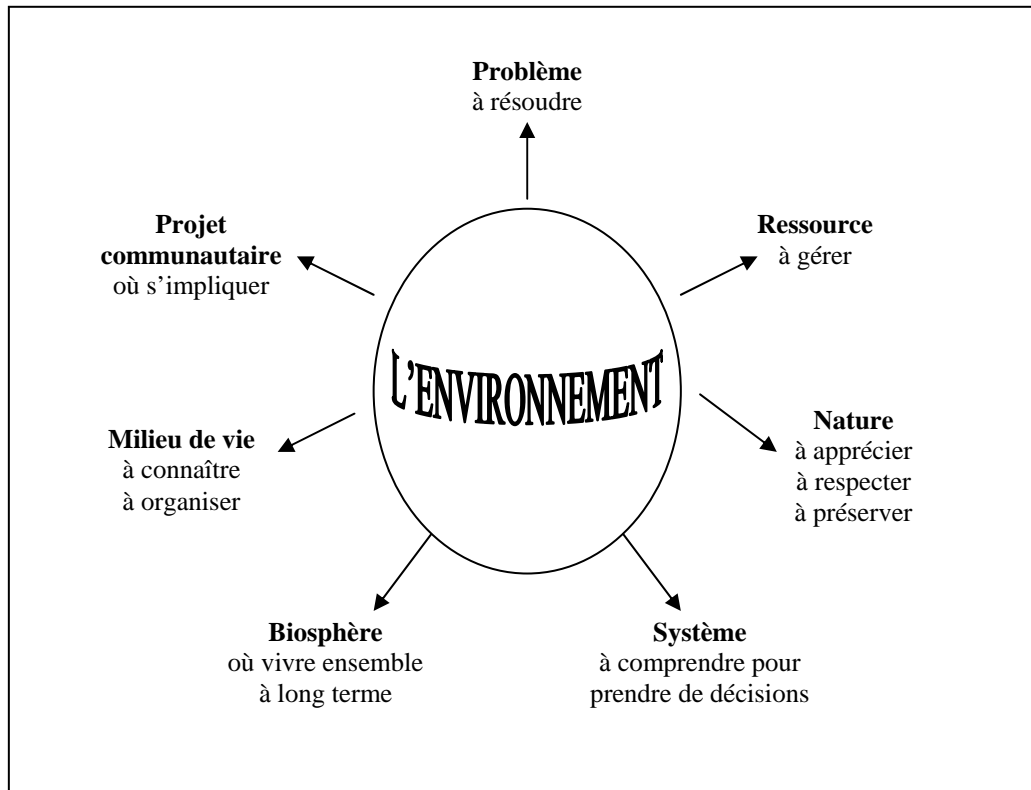 Problème
à résoudre
Projet
communautaire
où s'impliquer
Ressource
à gérer
L'ENVIRONNEMENT
Milieu de vie
à connaître
à organiser
Nature
à apprécier
à respecter
à préserver
Biosphère
où vivre ensemble
à long terme
Système
à comprendre pour
prendre de décisions